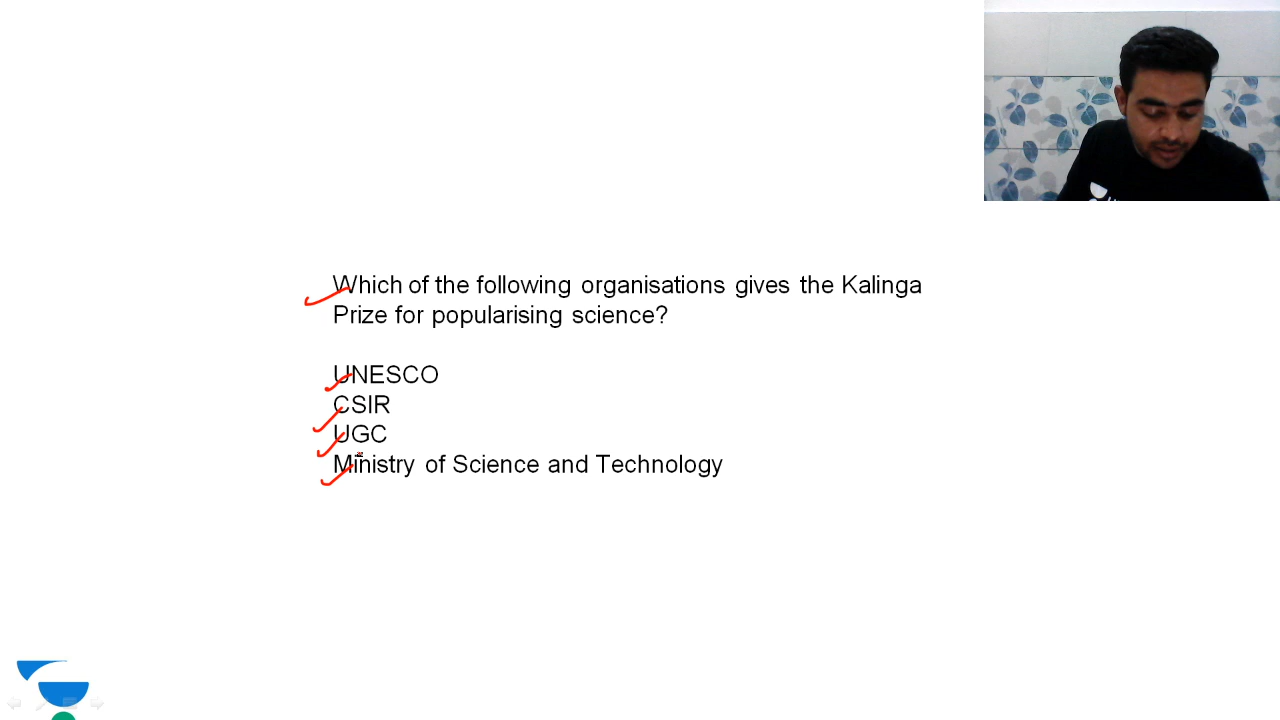 Which of the following organisations gives the Kalinga
Prize for popularising science?
UNESCO
CSIR
UGC
Ministry of Science and Technology